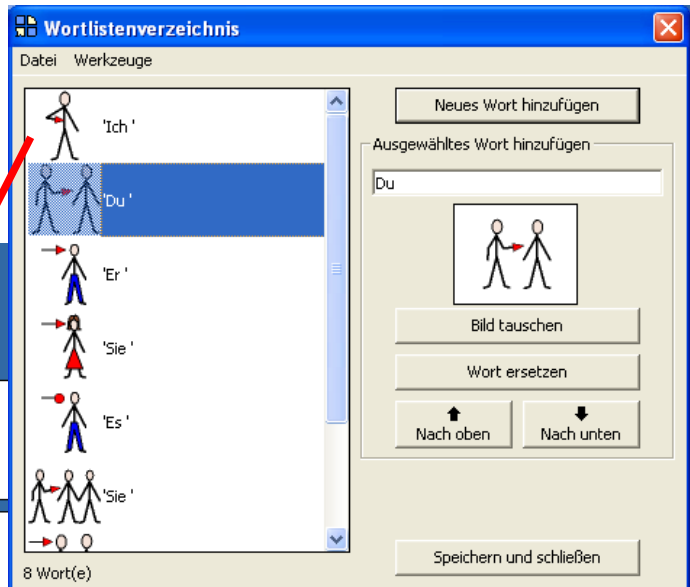 Wortlistenverzeichnis
Datei Werkzeuge
'Ich '
'Du '
'Er '
'Sie '
'Es '
'Sie '
8 Wort(e)
Neues Wort hinzufügen
Ausgewähltes Wort hinzufügen
Du
Bild tauschen
Wort ersetzen
Nach oben Nach unten
Speichern und schließen